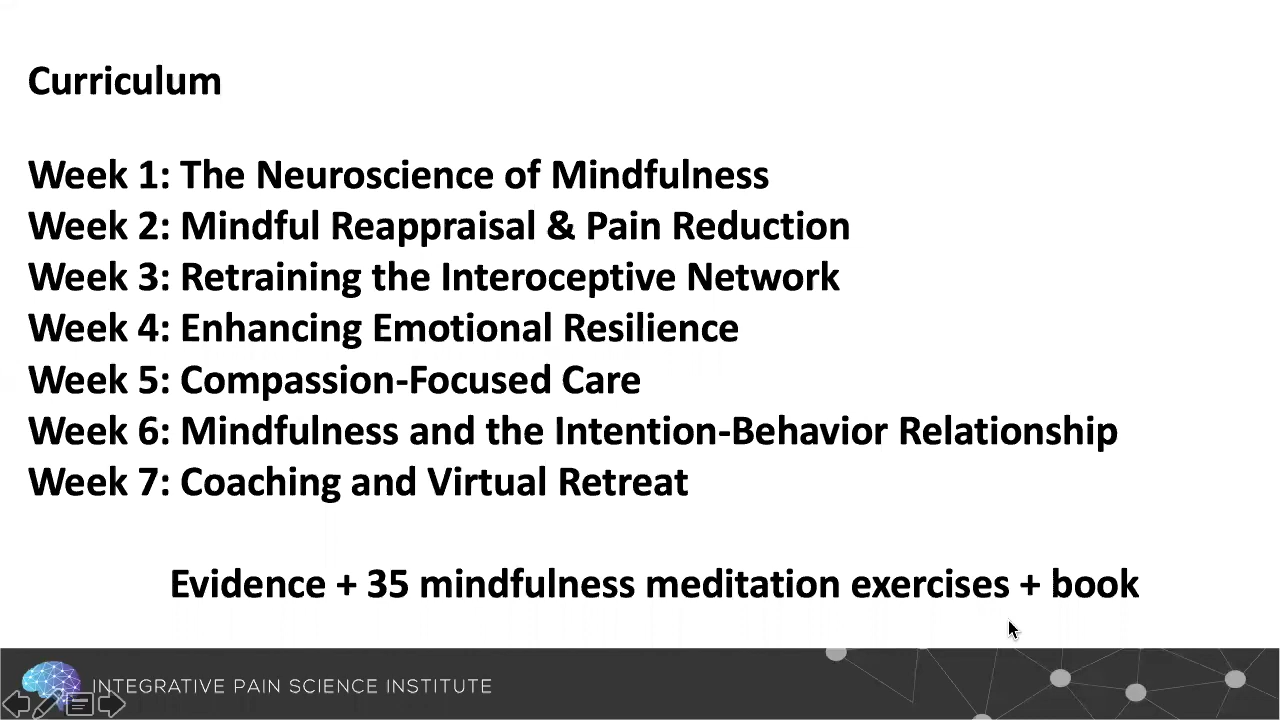 Curriculum
Week 1: The Neuroscience of Mindfulness
Week 2: Mindful Reappraisal & Pain Reduction
Week 3: Retraining the Interoceptive Network
Week 4: Enhancing Emotional Resilience
Week 5: Compassion-Focused Care
Week 6: Mindfulness and the Intention-Behavior Relationship
Week 7: Coaching and Virtual Retreat
Evidence + 35 mindfulness meditation exercises + book
INTEGRATIVE PAIN SCIENCE INSTITUTE